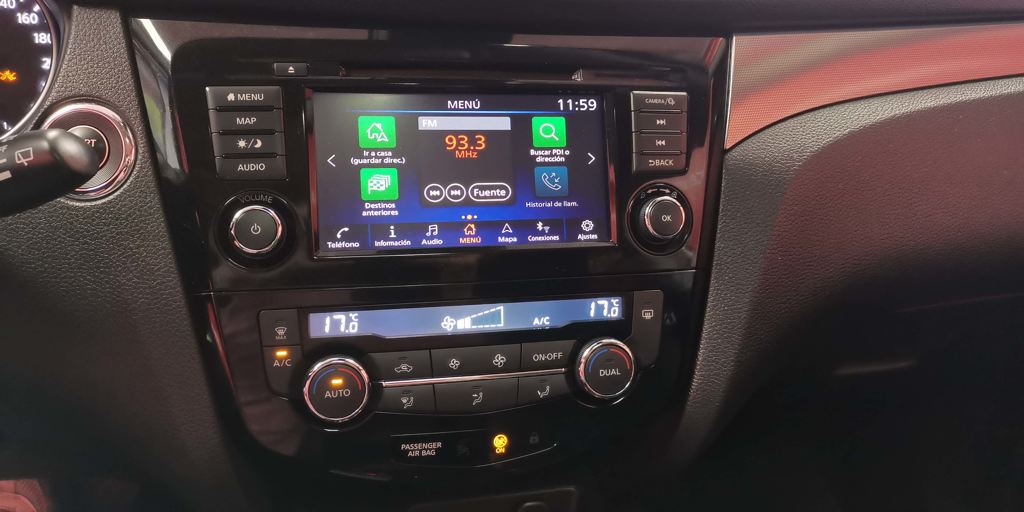 160
180
MENU
MAP
AUDIO
VOLUME
MENÚ
11:59
Ir a casa
(guardar direc.)
Destinos
anteriores
FM
93.3
MHz
Fuente
Buscar PDI o
dirección
Historial de llam.
Teléfono
Información
Audio
MENÚ
Mapa
Conexiones
Ajustes
CAMERA/
BACK
OK
17.0°C
A/C
17.0°C
MAX
A/C
AUTO
ON·OFF
DUAL
PASSENGER
AIR BAG
ON